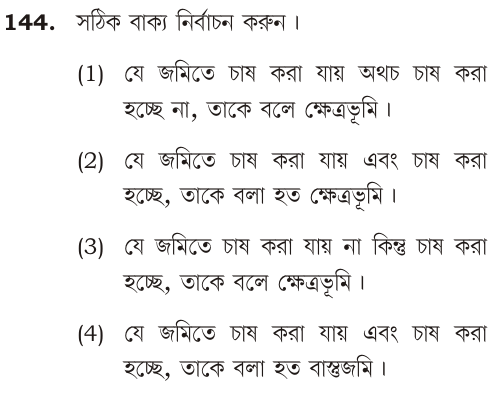 144. সঠিক বাক্য নির্বাচন করুন।
(1) যে জমিতে চাষ করা যায় অথচ চাষ করা
হচ্ছে না, তাকে বলে ক্ষেত্রভূমি।
(2) যে জমিতে চাষ করা যায় এবং চাষ করা
হচ্ছে, তাকে বলা হত ক্ষেত্রভূমি।
(3) যে জমিতে চাষ করা যায় না কিন্তু চাষ করা
হচ্ছে, তাকে বলে ক্ষেত্রভূমি।
(4) যে জমিতে চাষ করা যায় এবং চাষ করা
হচ্ছে, তাকে বলা হত বাস্তুজমি।